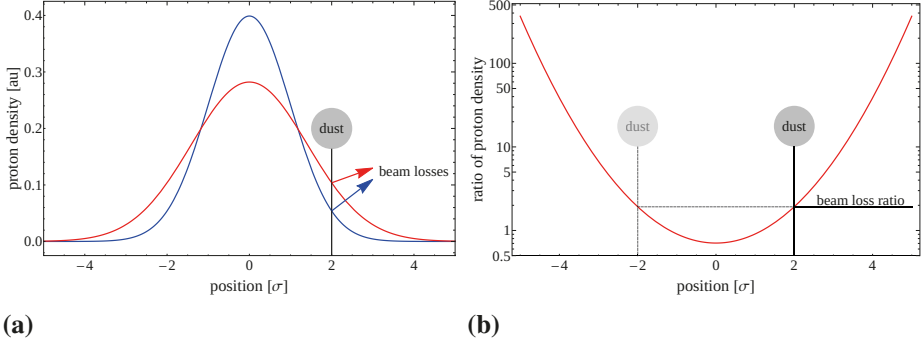 0.4
0.3
0.2
0.1
0.0
proton density [au]
dust
beam losses
−4 −2 0 2 4
position [σ]
(a)
500
100
50
10
5
1
0.5
ratio of proton density
dust
dust
beam loss ratio
−4 −2 0 2 4
position [σ]
(b)